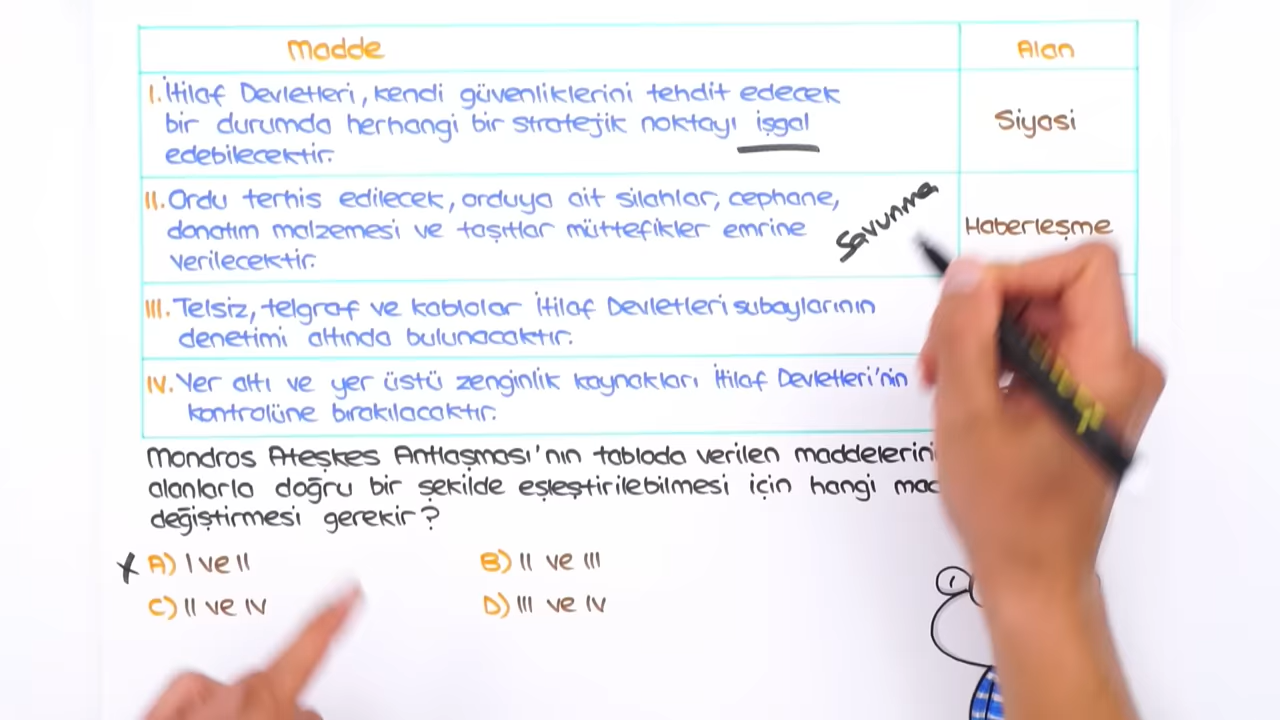 Madde
Alan
I. İtilaf Devletleri, kendi güvenliklerini tehdit edecek
bir durumda herhangi bir stratejik noktayı işgal
edebilecektir.
Siyasi
II. Ordu terhis edilecek, orduya ait silahlar, cephane,
donatım malzemesi ve taşıtlar müttefikler emrine
verilecektir.
Savunma
Haberleşme
III. Telsiz, telgraf ve kablolar İtilaf Devletleri subaylarının
denetimi altında bulunacaktır.
IV. Yer altı ve yer üstü zenginlik kaynakları İtilaf Devletleri'nin
kontrolüne bırakılacaktır.
Mondros Ateşkes Antlaşması'nın tabloda verilen
alanlarla doğru bir şekilde eşleştirilebilmesi için hangi
değiştirmesi gerekir?
A) I ve II
B) II ve III
C) II ve IV
D) III ve IV